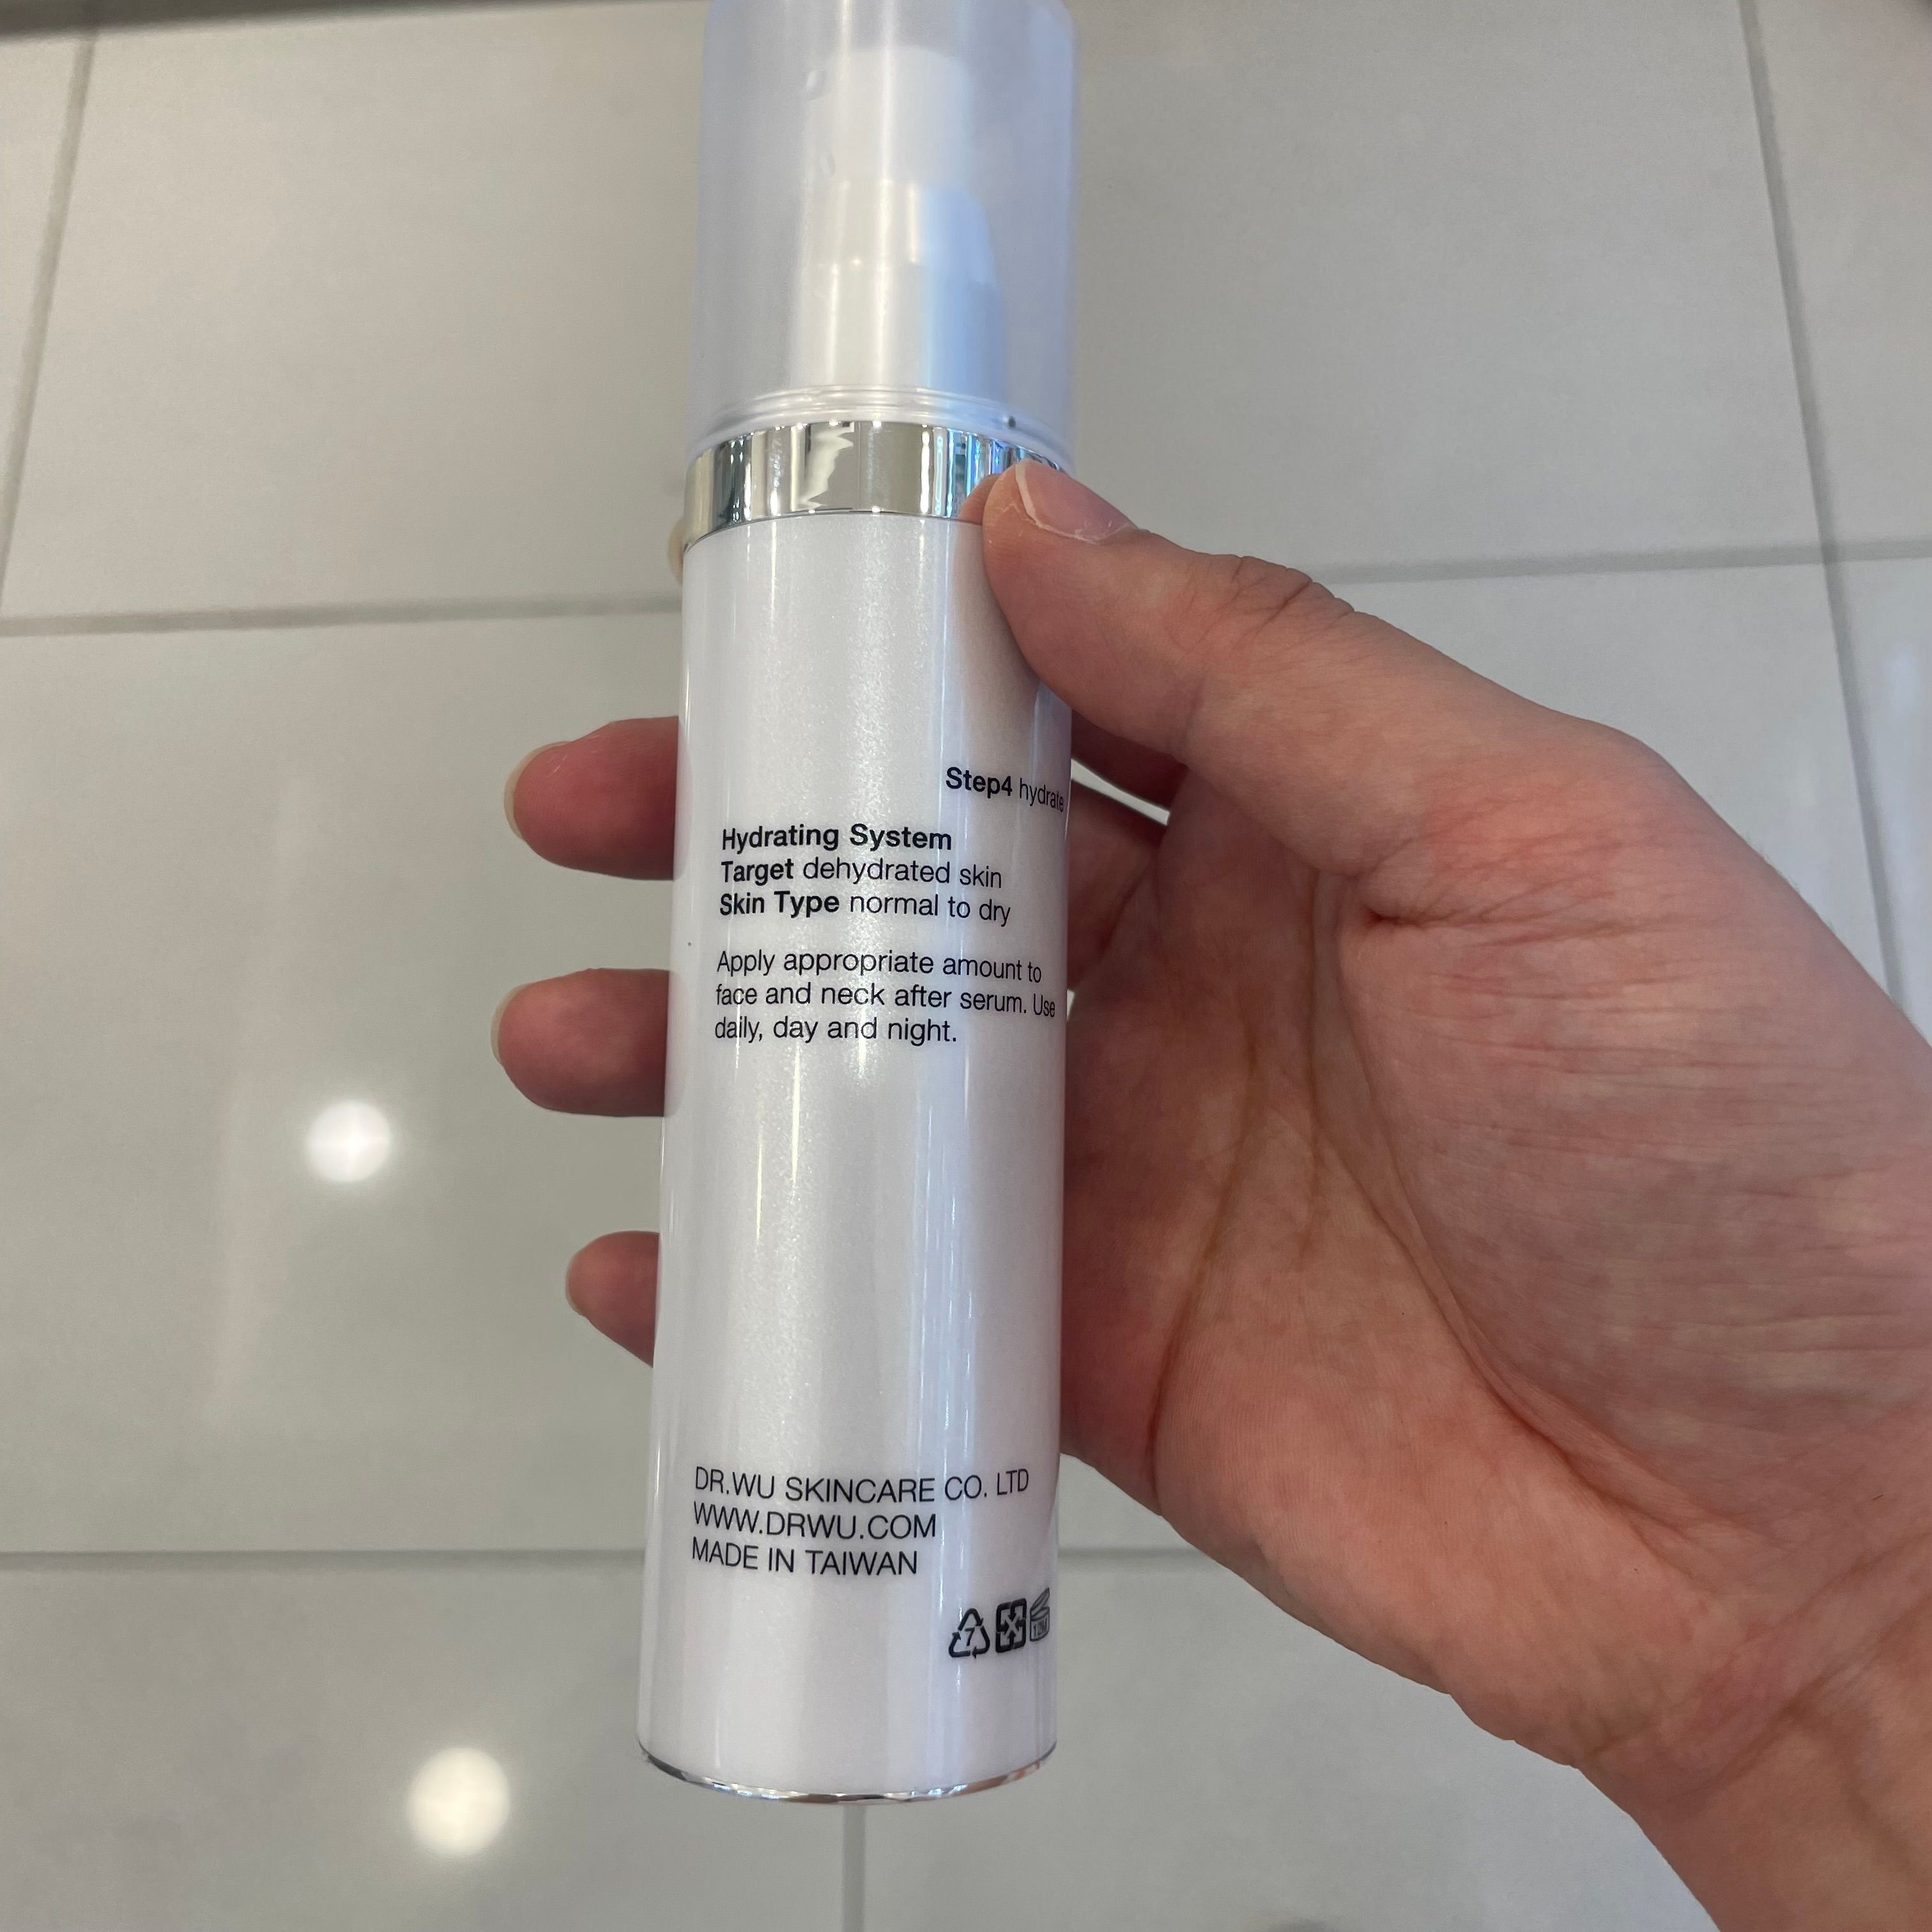 Step4 hydrate
Hydrating System
Target dehydrated skin
Skin Type normal to dry
Apply appropriate amount to
face and neck after serum. Use
daily, day and night.
DR.WU SKINCARE CO. LTD
WWW.DRWU.COM
MADE IN TAIWAN
7